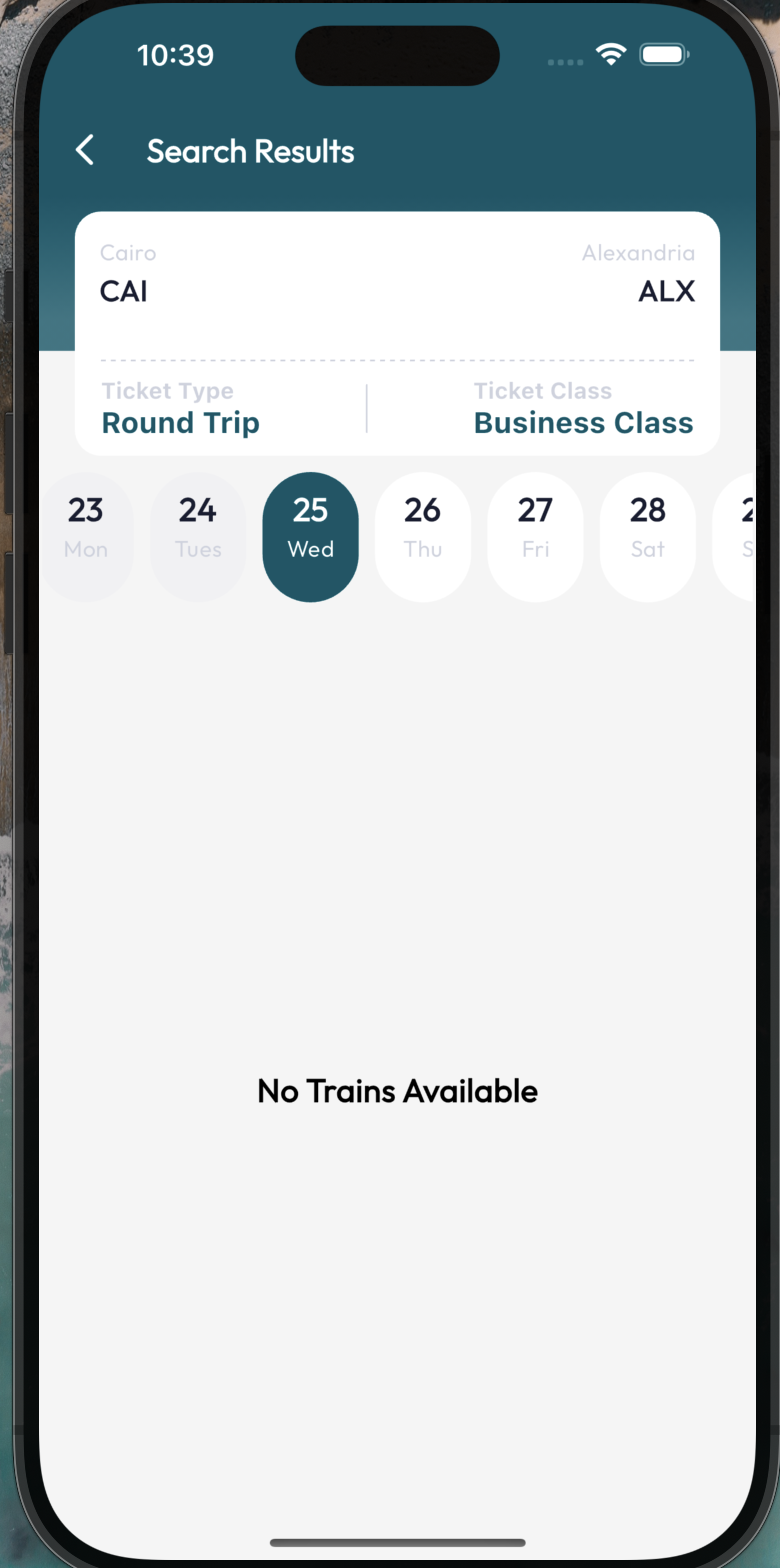 10:39
Search Results
Cairo Alexandria
CAI ALX
Ticket Type Ticket Class
Round Trip Business Class
23 24 25 26 27 28
Mon Tues Wed Thu Fri Sat
No Trains Available